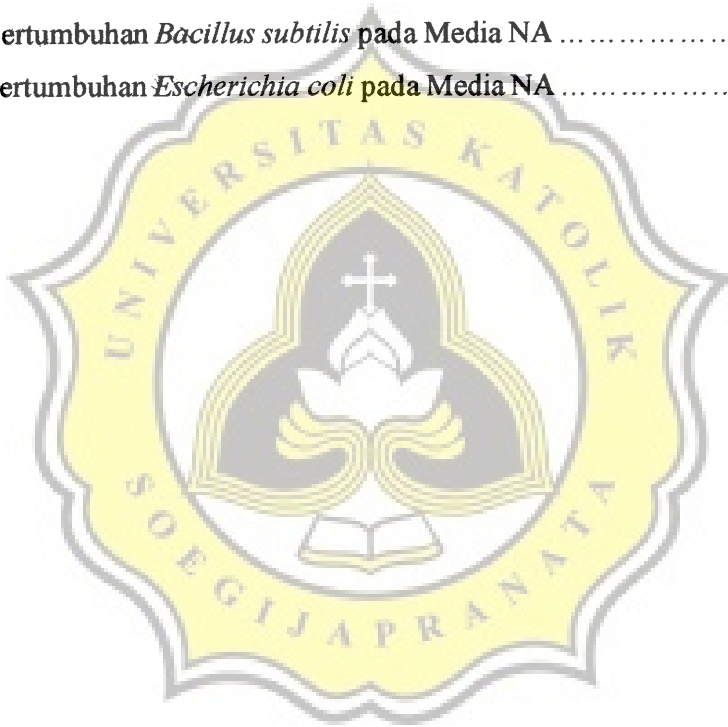 ertumbuhan Bacillus subtilis pada Media NA ………………
ertumbuhan Escherichia coli pada Media NA ………………
UNIVERSITAS KATOLIK
SOEGIJAPRANATA